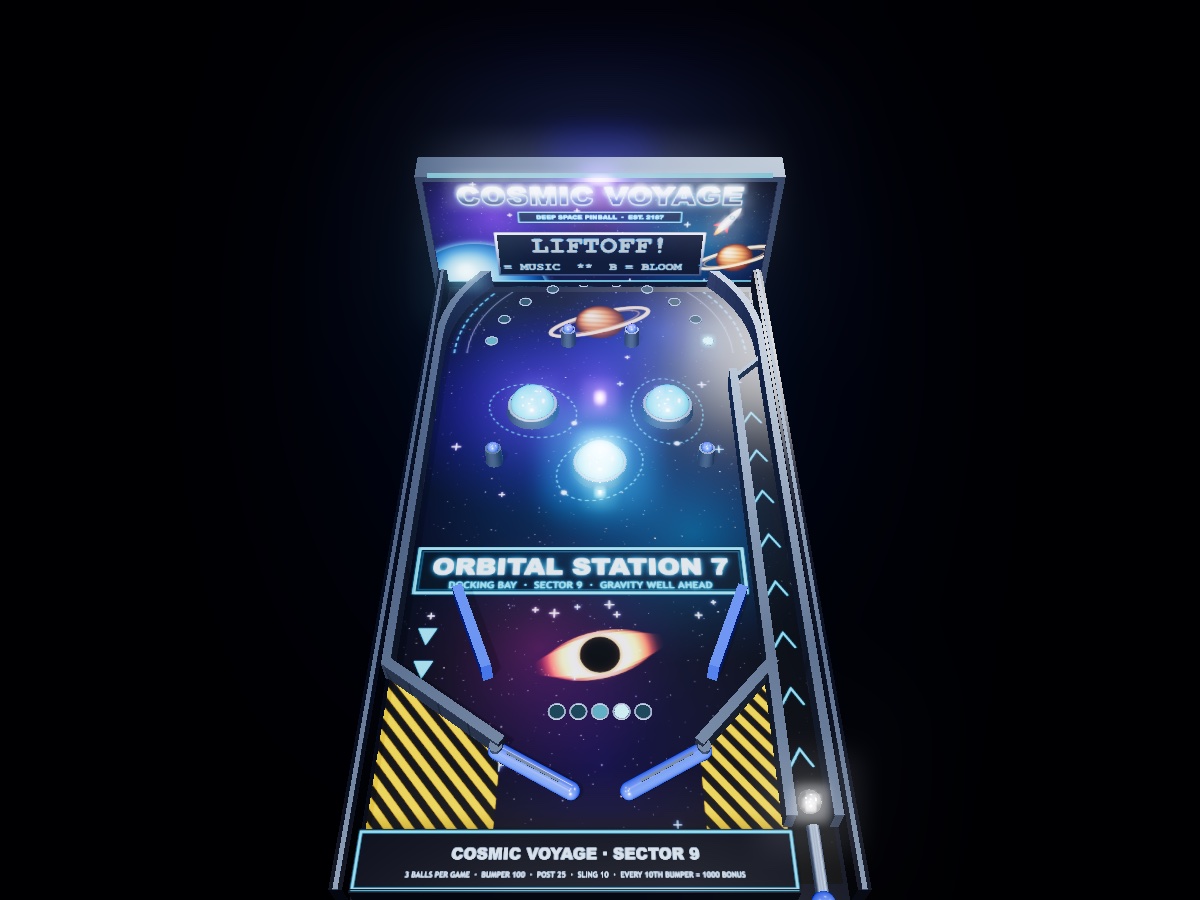 COSMIC VOYAGE
DEEP SPACE PINBALL · EST. 2187
LIFTOFF!
= MUSIC ** B = BLOOM
ORBITAL STATION 7
DOCKING BAY · SECTOR 9 · GRAVITY WELL AHEAD
COSMIC VOYAGE · SECTOR 9
3 BALLS PER GAME · BUMPER 100 · POST 25 · SLING 10 · EVERY 10TH BUMPER = 1000 BONUS